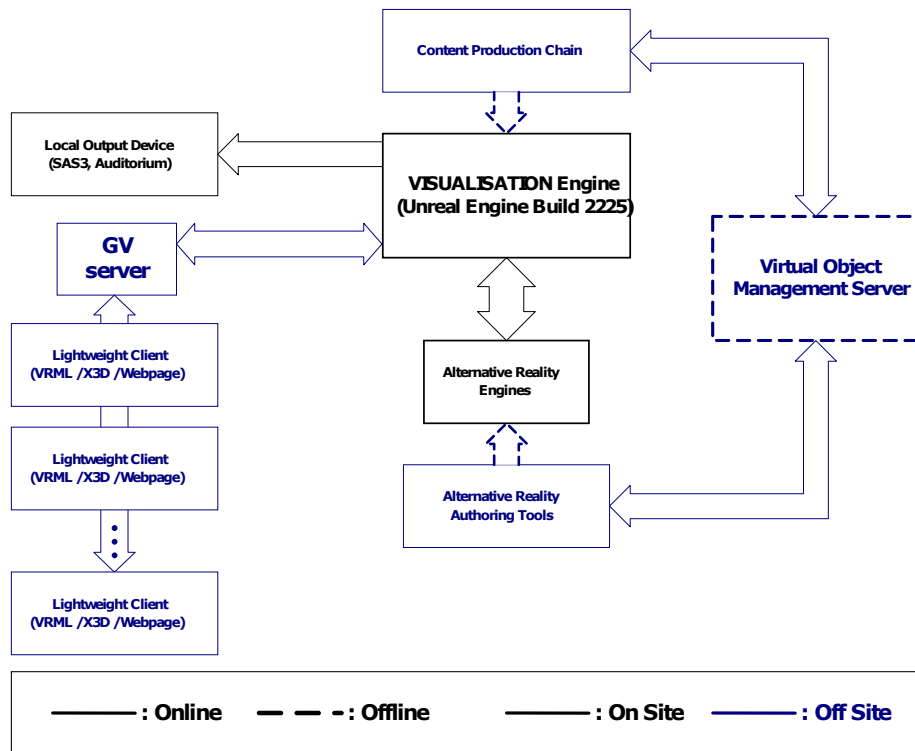 Content Production Chain
Local Output Device
(SAS3, Auditorium)
VISUALISATION Engine
(Unreal Engine Build 2225)
GV
server
Virtual Object
Management Server
Lightweight Client
(VRML /X3D /Webpage)
Alternative Reality
Engines
Lightweight Client
(VRML /X3D /Webpage)
Alternative Reality
Authoring Tools
Lightweight Client
(VRML /X3D /Webpage)
: Online : Offline : On Site : Off Site